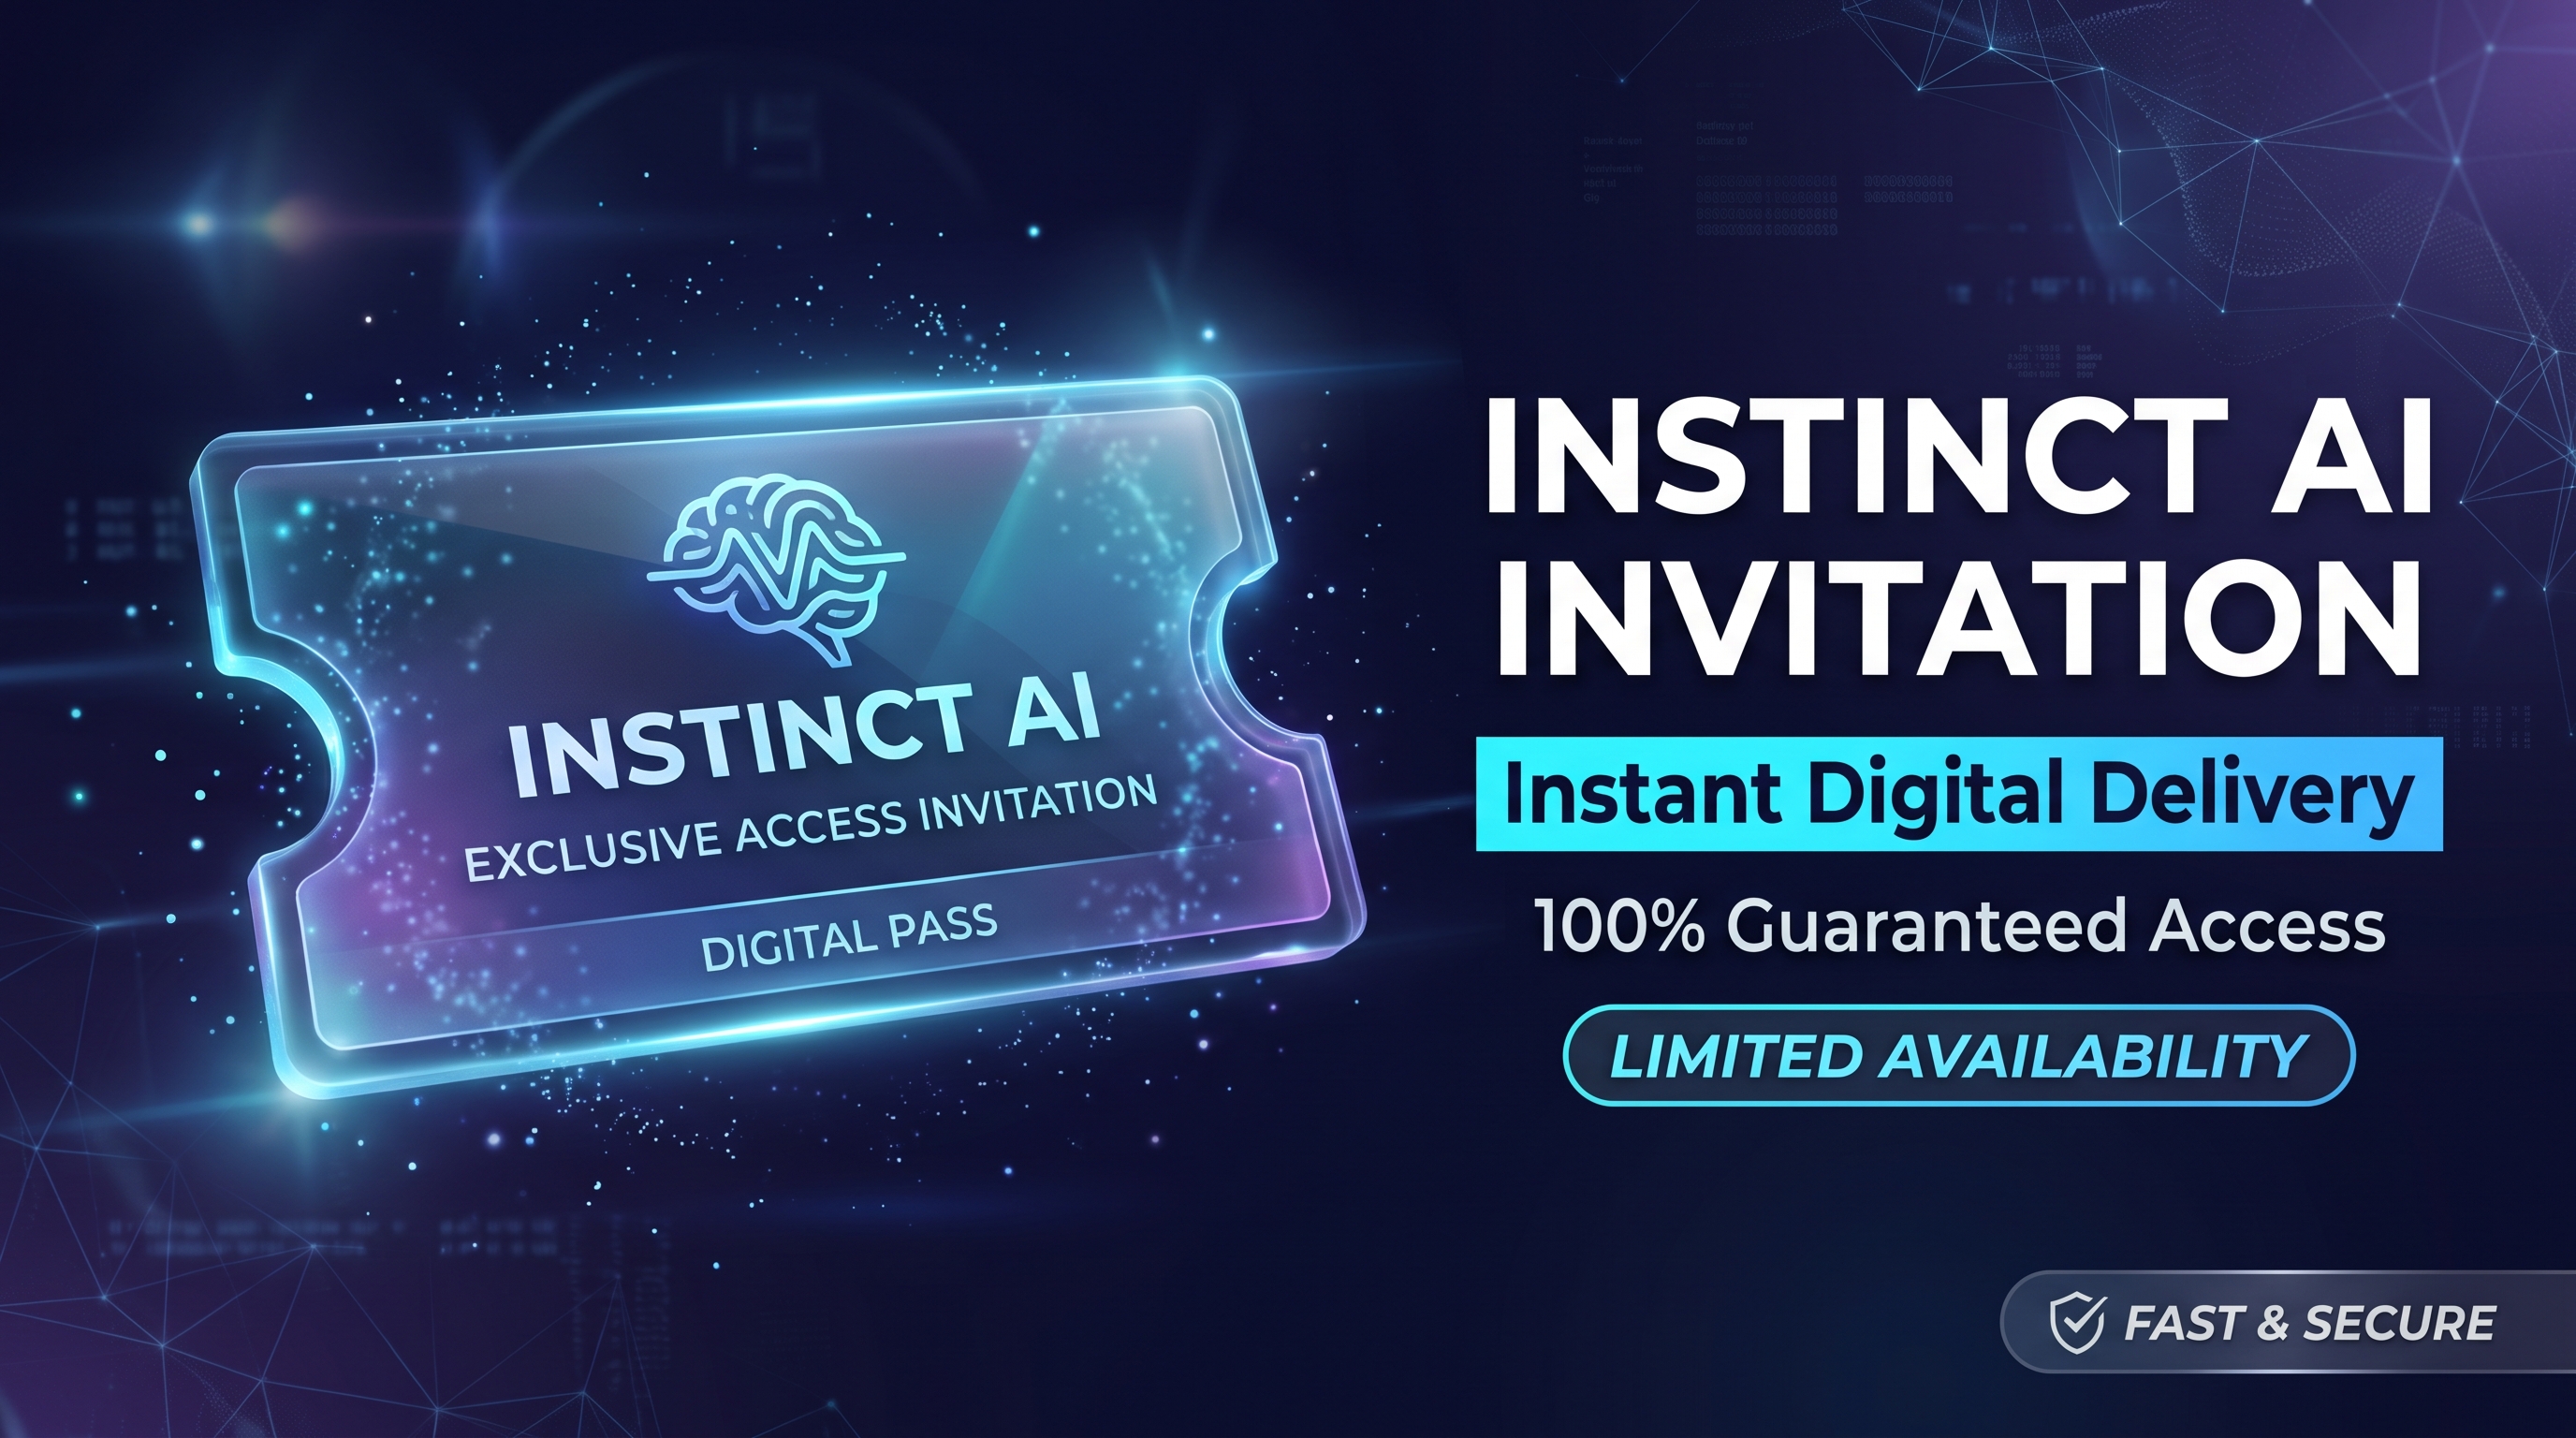 INSTINCT AI
EXCLUSIVE ACCESS INVITATION
DIGITAL PASS
INSTINCT AI
INVITATION
Instant Digital Delivery
100% Guaranteed Access
LIMITED AVAILABILITY
FAST & SECURE